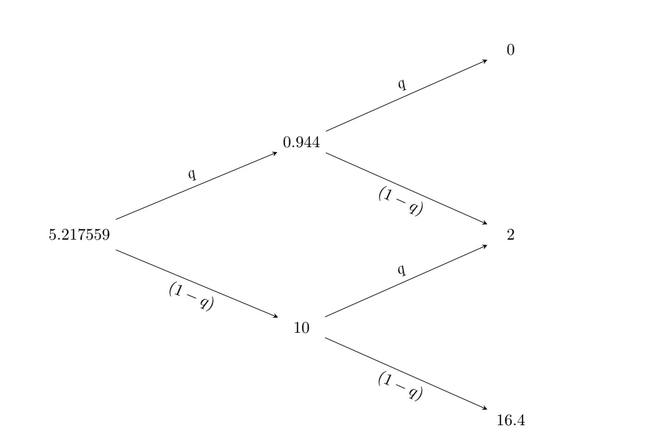 0
q
0.944
q
(1 − q)
5.217559
2
q
(1 − q)
10
(1 − q)
16.4